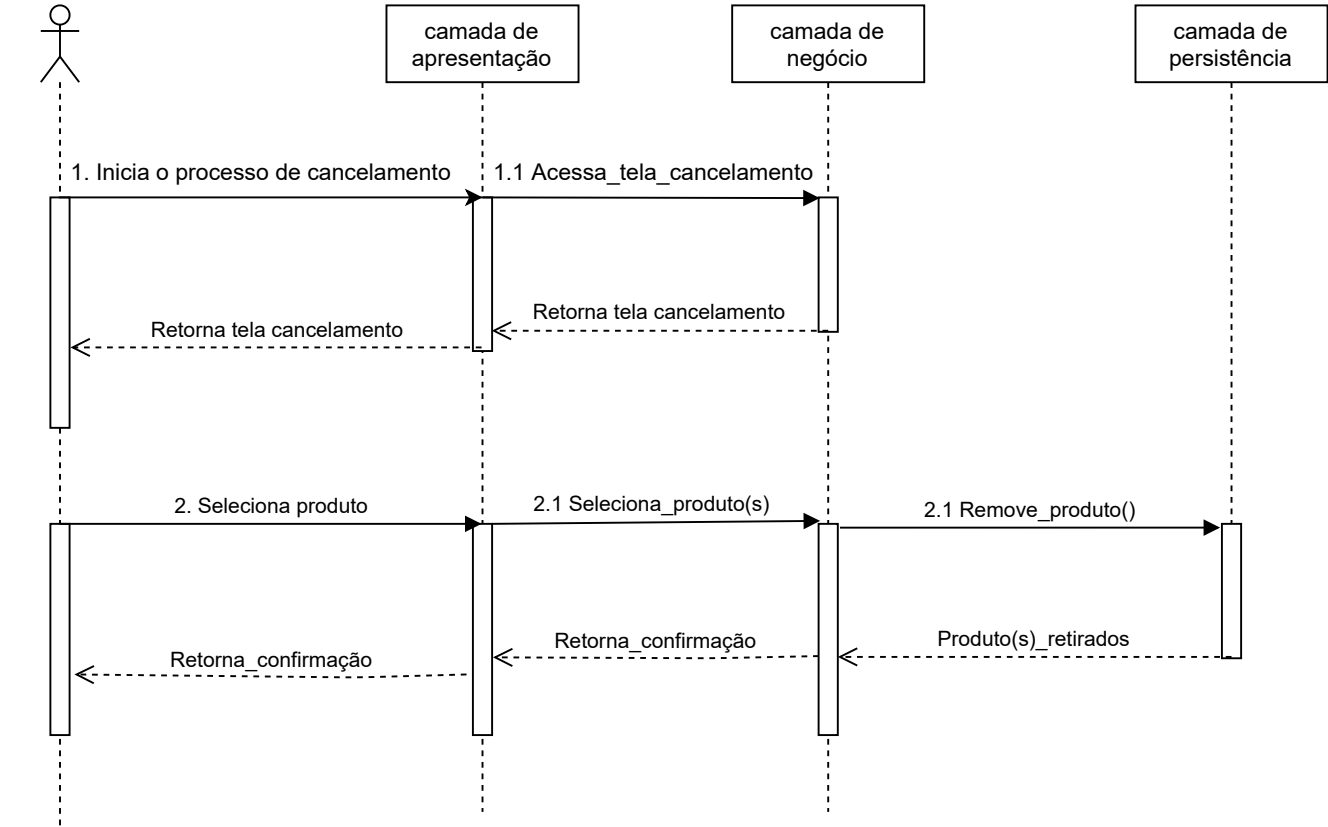 camada de
apresentação
camada de
negócio
camada de
persistência
1. Inicia o processo de cancelamento
1.1 Acessa_tela_cancelamento
Retorna tela cancelamento
Retorna tela cancelamento
2. Seleciona produto
2.1 Seleciona_produto(s)
2.1 Remove_produto()
Produto(s)_retirados
Retorna_confirmação
Retorna_confirmação